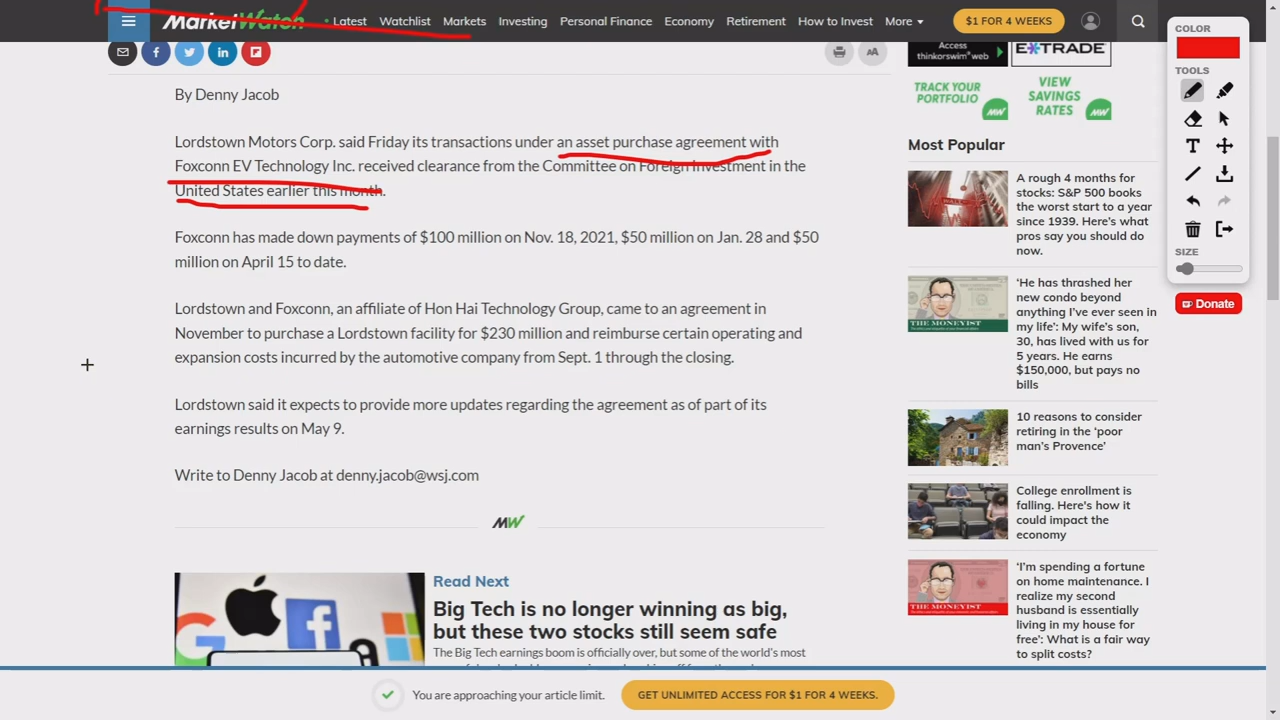 MarketWatch
Latest Watchlist Markets Investing Personal Finance Economy Retirement How to Invest More
$1 FOR 4 WEEKS
By Denny Jacob
Lordstown Motors Corp. said Friday its transactions under an asset purchase agreement with
Foxconn EV Technology Inc. received clearance from the Committee on Foreign Investment in the
United States earlier this month.
Foxconn has made down payments of $100 million on Nov. 18, 2021, $50 million on Jan. 28 and $50
million on April 15 to date.
Lordstown and Foxconn, an affiliate of Hon Hai Technology Group, came to an agreement in
November to purchase a Lordstown facility for $230 million and reimburse certain operating and
expansion costs incurred by the automotive company from Sept. 1 through the closing.
Lordstown said it expects to provide more updates regarding the agreement as of part of its
earnings results on May 9.
Write to Denny Jacob at denny.jacob@wsj.com
MW
Read Next
Big Tech is no longer winning as big,
but these two stocks still seem safe
The Big Tech earnings boom is officially over, but some of the world's most
Access
thinkorswim web
E*TRADE
TRACK YOUR
PORTFOLIO
MW
VIEW
SAVINGS
RATES
MW
Most Popular
A rough 4 months for
stocks: S&P 500 books
the worst start to a year
since 1939. Here's what
pros say you should do
now.
'He has thrashed her
new condo beyond
anything I've ever seen in
my life': My wife's son,
30, has lived with us for
5 years. He earns
$150,000, but pays no
bills
THE MONEYIST
10 reasons to consider
retiring in the 'poor
man's Provence'
College enrollment is
falling. Here's how it
could impact the
economy
'I'm spending a fortune
on home maintenance. I
realize my second
husband is essentially
living in my house for
free': What is a fair way
to split costs?
THE MONEYIST
COLOR
TOOLS
T
SIZE
Donate
You are approaching your article limit.
GET UNLIMITED ACCESS FOR $1 FOR 4 WEEKS.